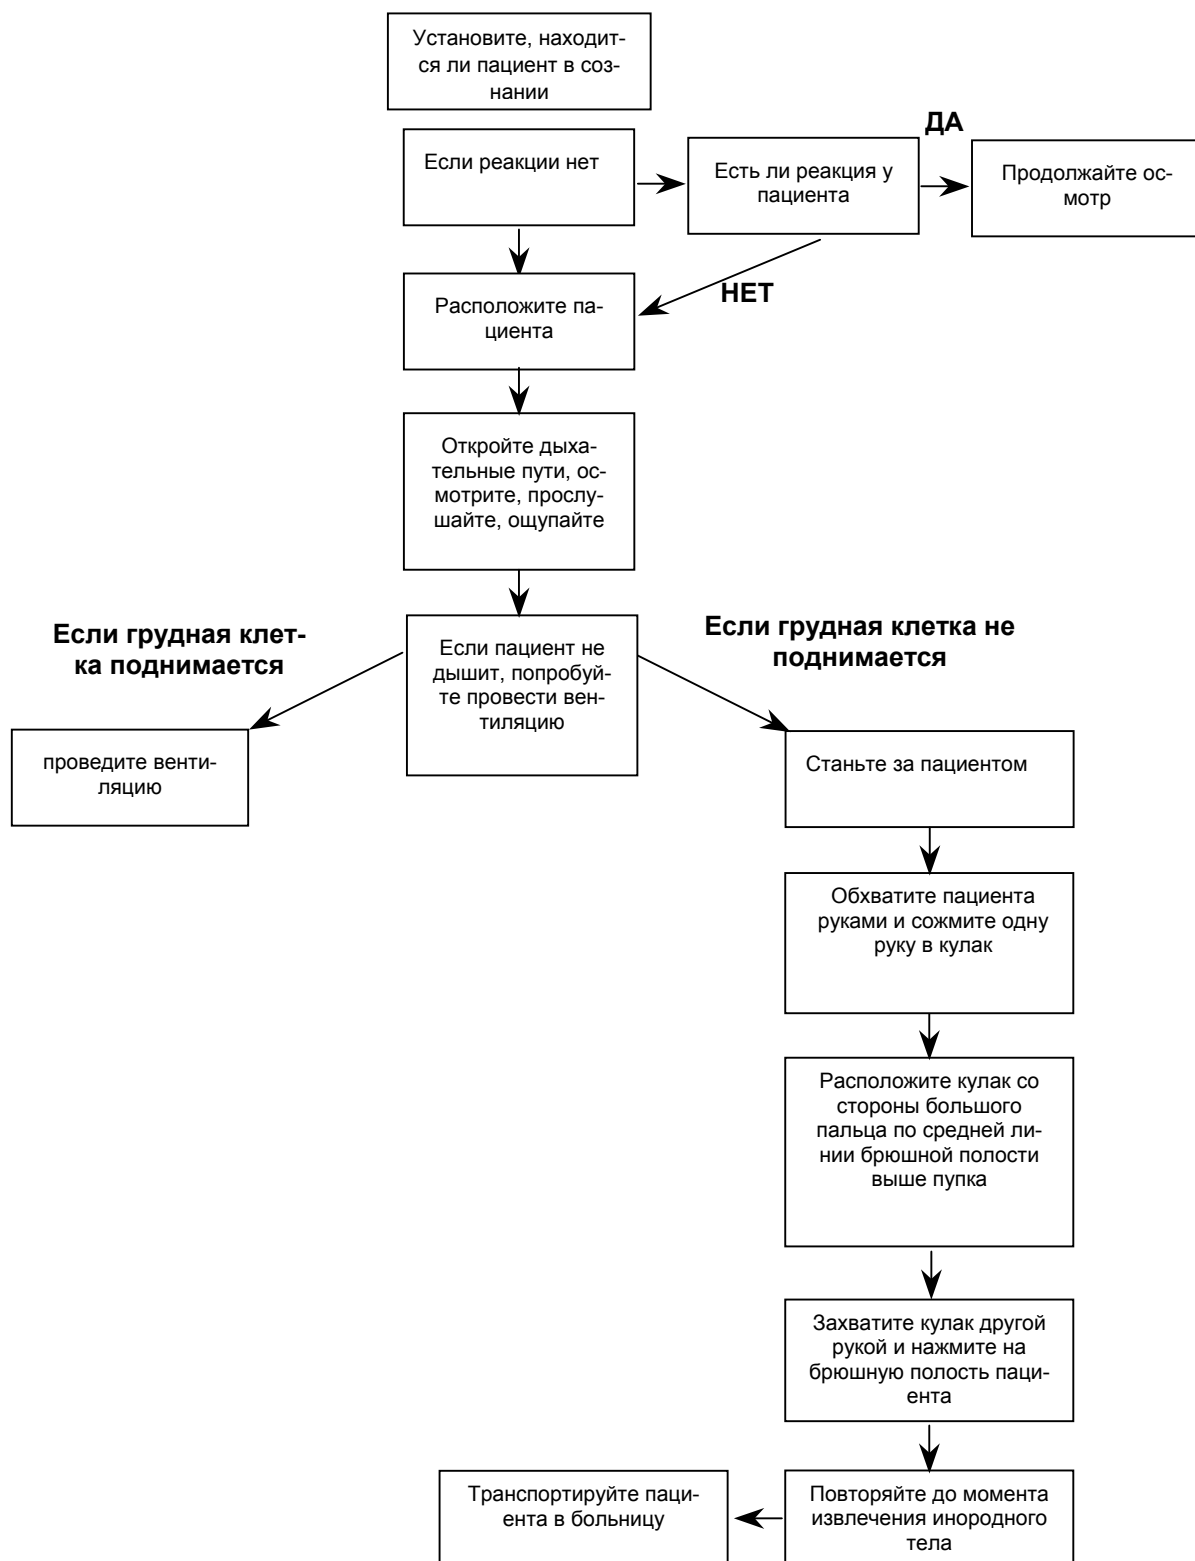 Установите, находит-
ся ли пациент в соз-
нании
Если реакции нет
Есть ли реакция у
пациента
ДА
Продолжайте ос-
мотр
НЕТ
Расположите па-
циента
Откройте дыха-
тельные пути, ос-
мотрите, прослу-
шайте, ощупайте
Если грудная клет-
ка поднимается
Если пациент не
дышит, попробуй-
те провести вен-
тиляцию
Если грудная клетка не
поднимается
проведите венти-
ляцию
Станьте за пациентом
Обхватите пациента
руками и сожмите одну
руку в кулак
Расположите кулак со
стороны большого
пальца по средней ли-
нии брюшной полости
выше пупка
Захватите кулак другой
рукой и нажмите на
брюшную полость паци-
ента
Повторяйте до момента
извлечения инородного
тела
Транспортируйте паци-
ента в больницу